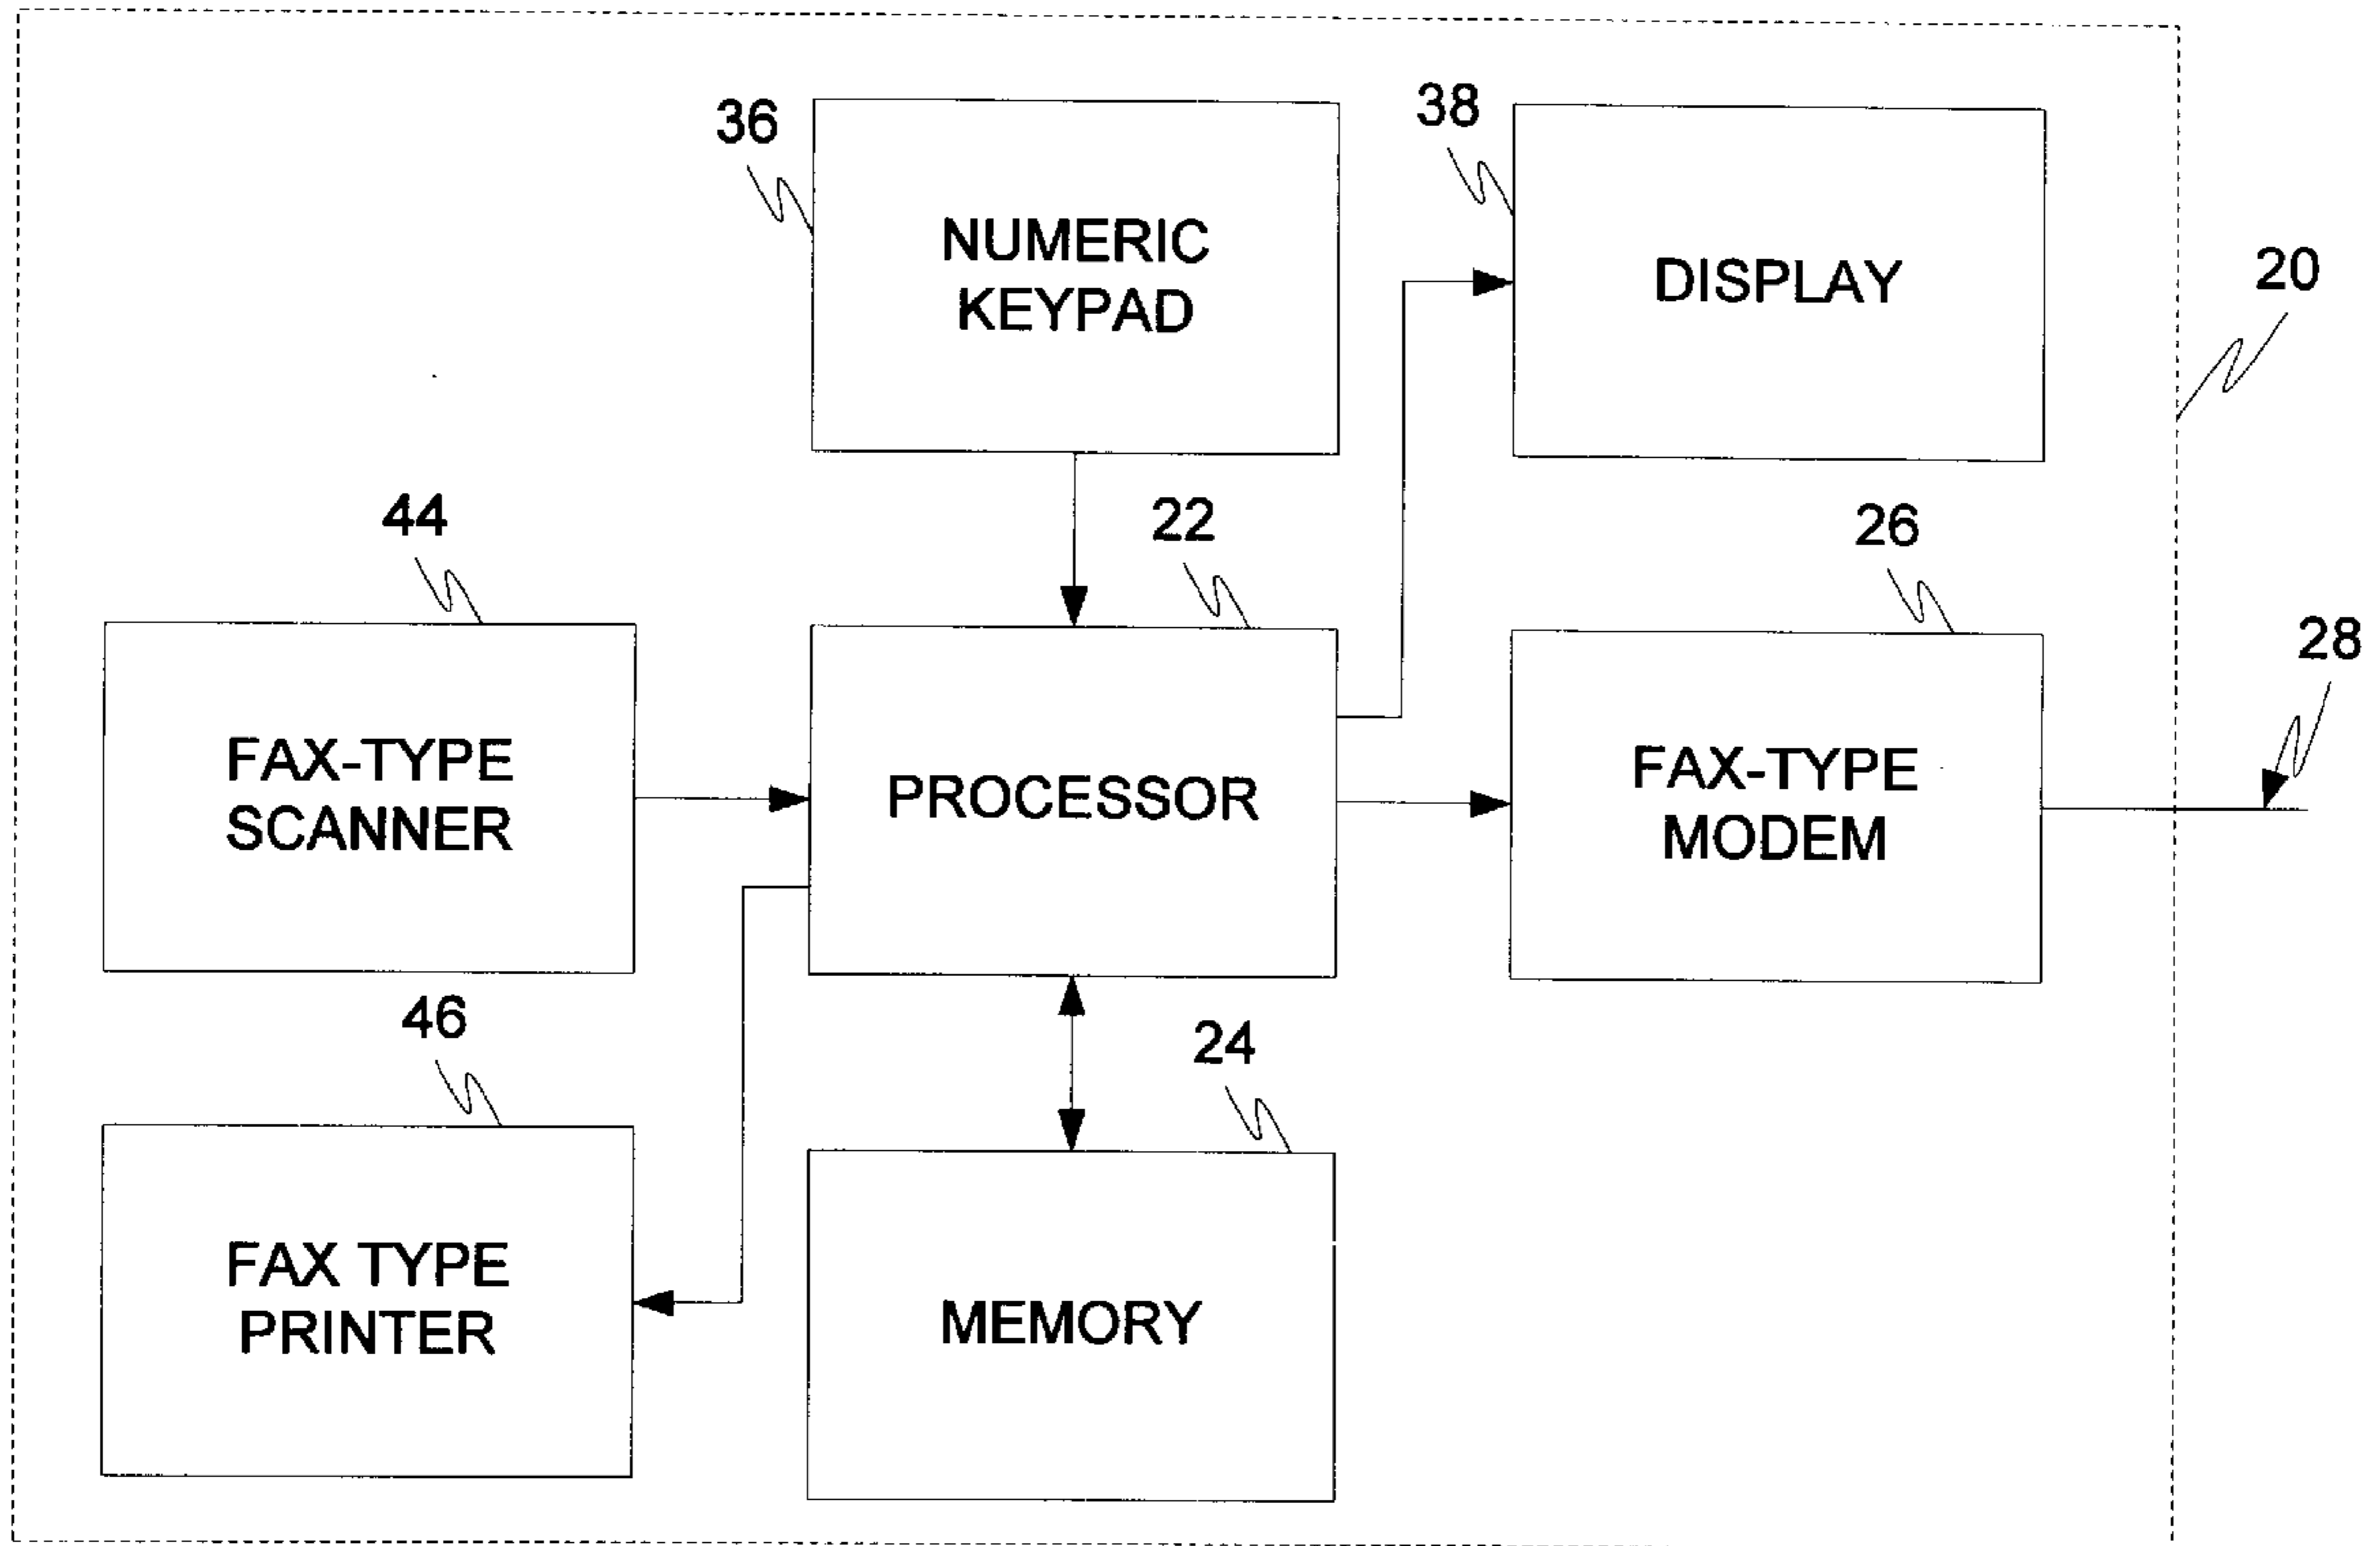 36
NUMERIC
KEYPAD
38
DISPLAY
20
44
FAX-TYPE
SCANNER
22
PROCESSOR
26
FAX-TYPE
MODEM
28
46
FAX TYPE
PRINTER
24
MEMORY